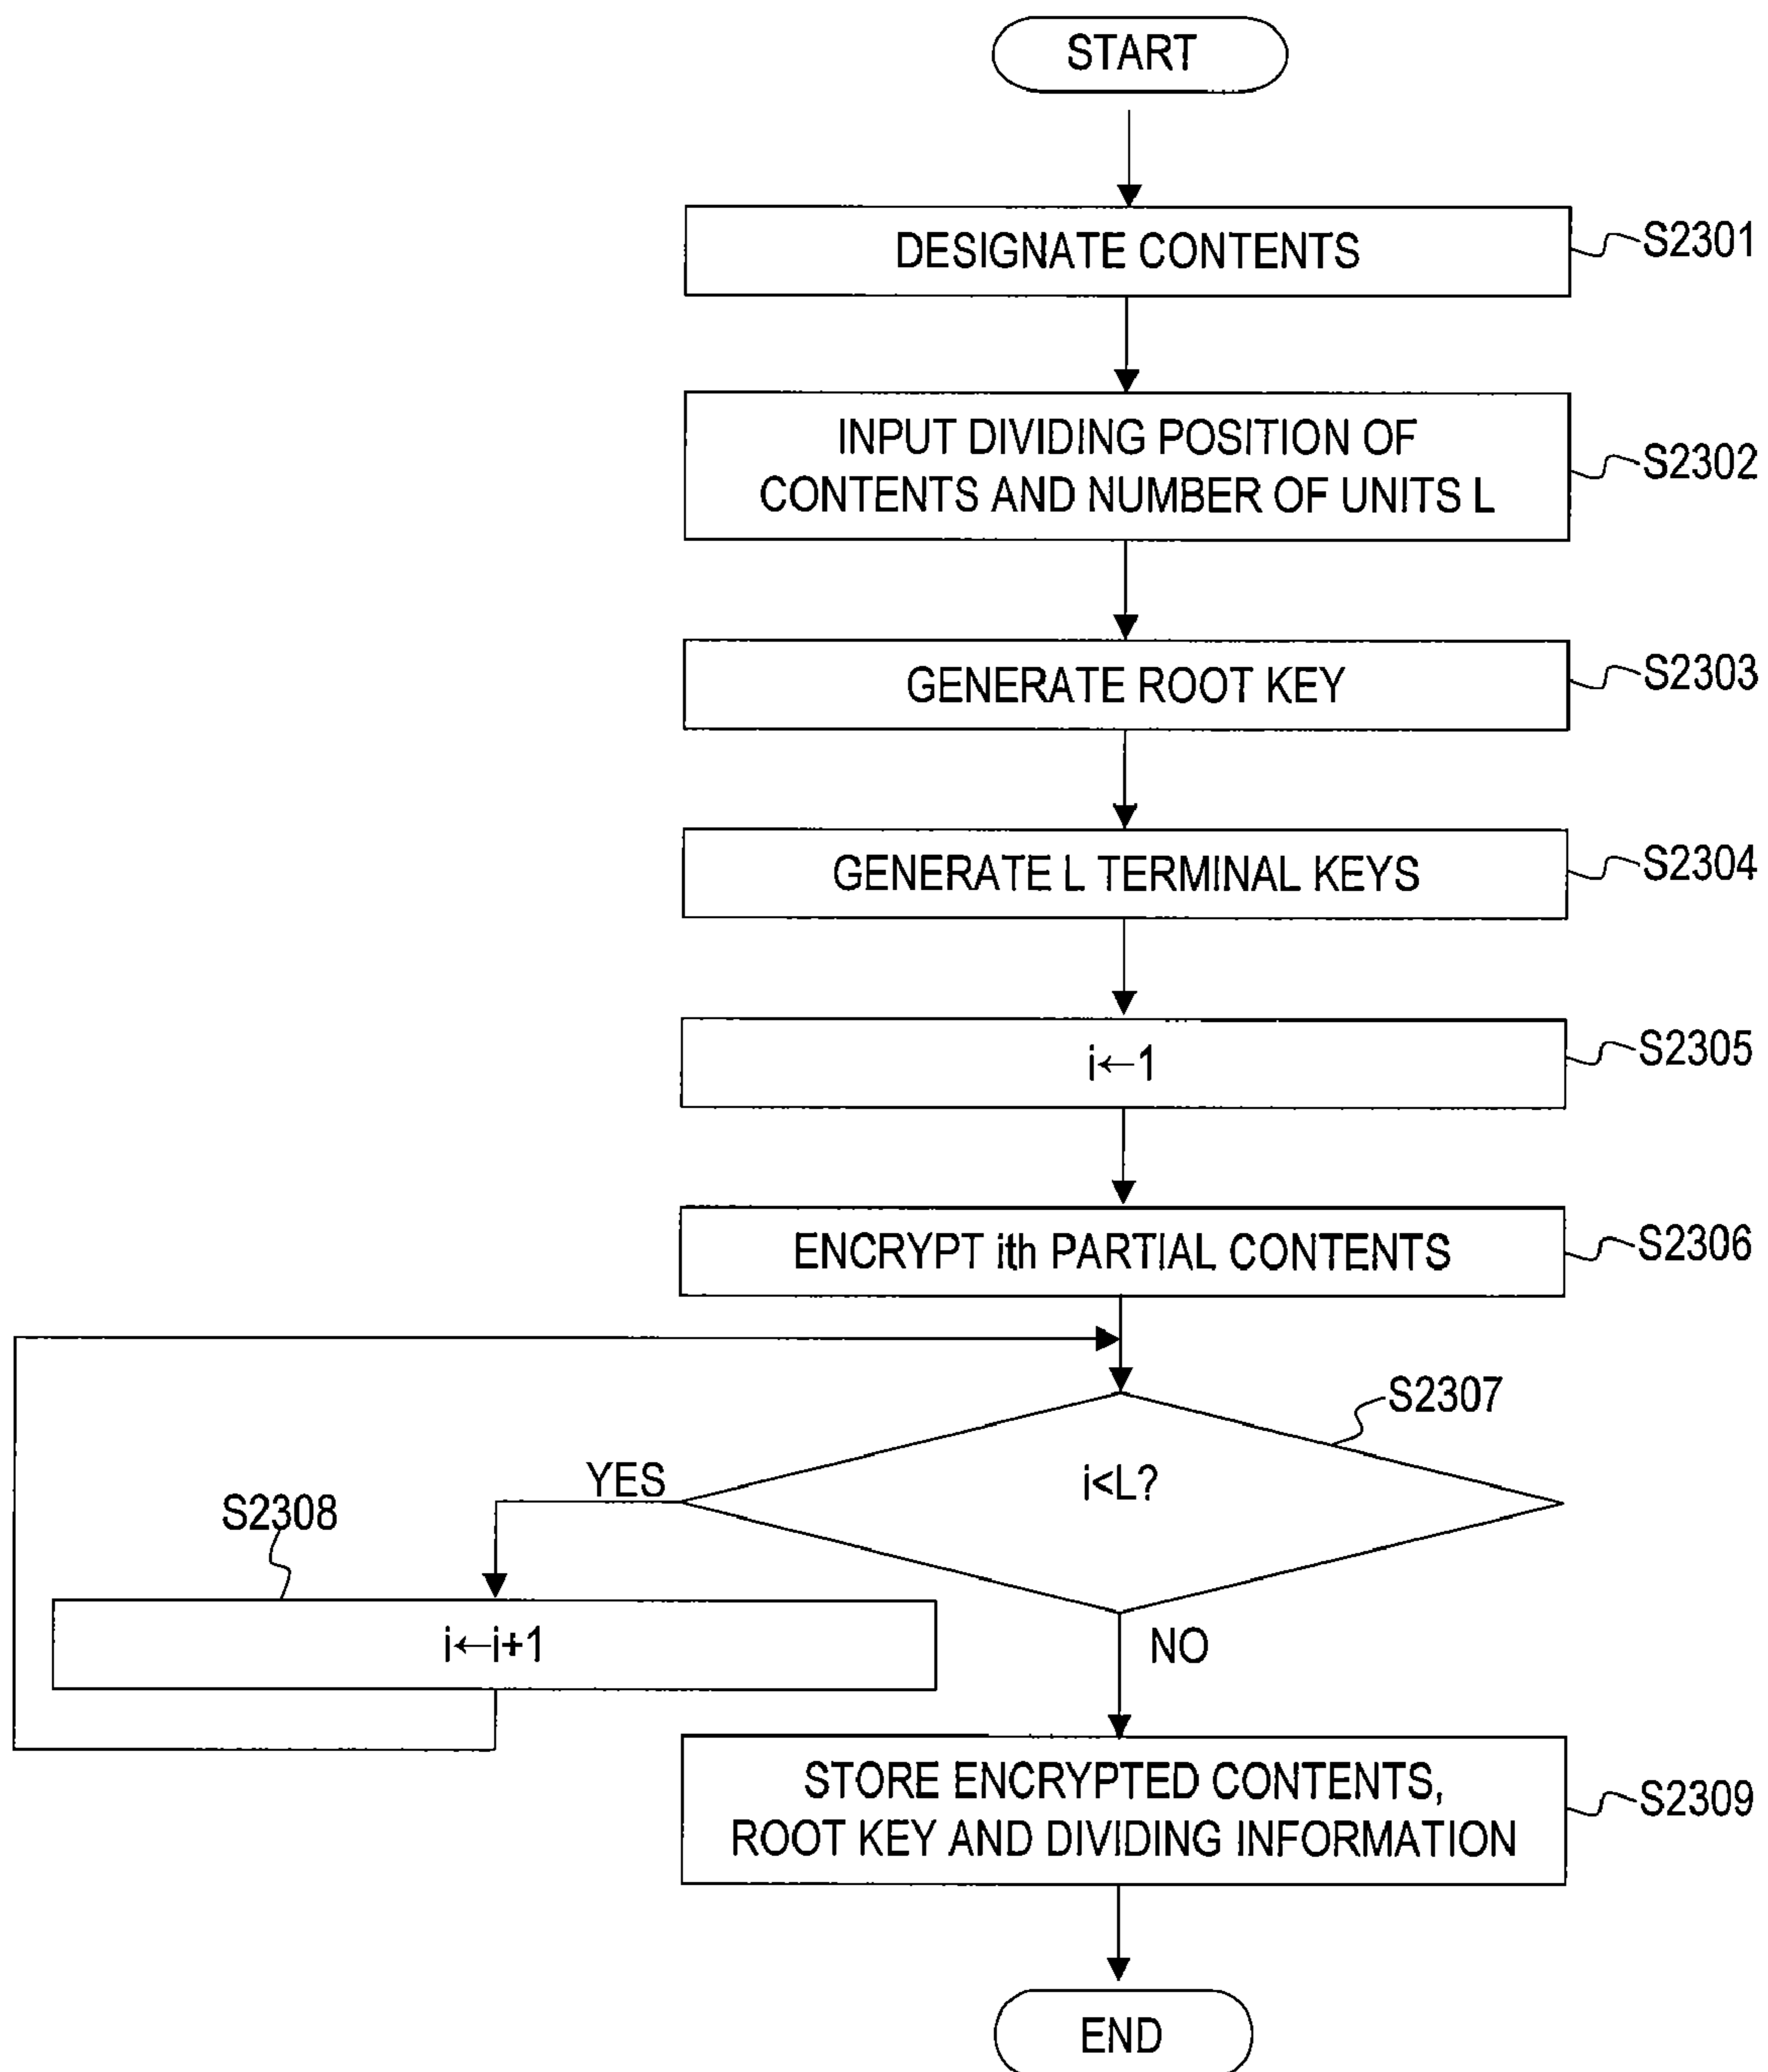 START
DESIGNATE CONTENTS
S2301
INPUT DIVIDING POSITION OF
CONTENTS AND NUMBER OF UNITS L
S2302
GENERATE ROOT KEY
S2303
GENERATE L TERMINAL KEYS
S2304
i←1
S2305
ENCRYPT ith PARTIAL CONTENTS
S2306
S2307
i<L?
YES
S2308
i←i+1
NO
STORE ENCRYPTED CONTENTS,
ROOT KEY AND DIVIDING INFORMATION
S2309
END